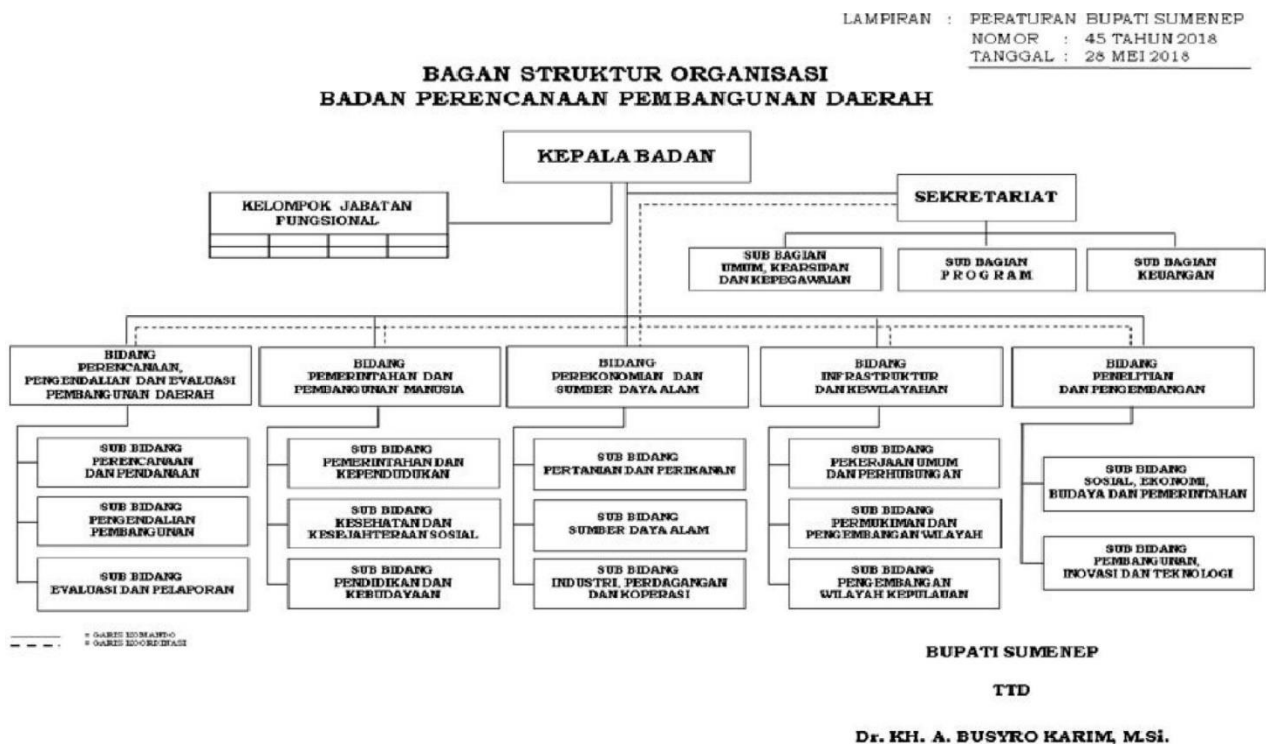 LAMPIRAN : PERATURAN BUPATI SUMENEP
NOMOR : 45 TAHUN 2018
TANGGAL : 28 MEI 2018
BAGAN STRUKTUR ORGANISASI
BADAN PERENCANAAN PEMBANGUNAN DAERAH
KEPALA BADAN
KELOMPOK JABATAN
FUNGSIONAL
SEKRETARIAT
SUB BAGIAN
UMUM, KEARSIPAN
DAN KEPEGAWAIAN
SUB BAGIAN
PROGRAM
SUB BAGIAN
KEUANGAN
BIDANG
PERENCANAAN,
PENGENDALIAN DAN EVALUASI
PEMBANGUNAN DAERAH
BIDANG
PEMERINTAHAN DAN
PEMBANGUNAN MANUSIA
BIDANG
PEREKONOMIAN DAN
SUMBER DAYA ALAM
BIDANG
INFRASTRUKTUR
DAN KEWILAYAHAN
BIDANG
PENELITIAN
DAN PENGEMBANGAN
SUB BIDANG
PERENCANAAN
DAN PENDANAAN
SUB BIDANG
PENGENDALIAN
PEMBANGUNAN
SUB BIDANG
EVALUASI DAN PELAPORAN
SUB BIDANG
PEMERINTAHAN DAN
KEPENDUDUKAN
SUB BIDANG
KESEHATAN DAN
KESEJAHTERAAN SOSIAL
SUB BIDANG
PENDIDIKAN DAN
KEBUDAYAAN
SUB BIDANG
PERTANIAN DAN PERIKANAN
SUB BIDANG
SUMBER DAYA ALAM
SUB BIDANG
INDUSTRI, PERDAGANGAN
DAN KOPERASI
SUB BIDANG
PEKERJAAN UMUM
DAN PERHUBUNGAN
SUB BIDANG
PERMUKIMAN DAN
PENGEMBANGAN WILAYAH
SUB BIDANG
PENGEMBANGAN
WILAYAH KEPULAUAN
SUB BIDANG
SOSIAL, EKONOMI,
BUDAYA DAN PEMERINTAHAN
SUB BIDANG
PEMBANGUNAN,
INOVASI DAN TEKNOLOGI
= GARIS KOMANDO
= GARIS KOORDINASI
BUPATI SUMENEP
TTD
Dr. KH. A. BUSYRO KARIM, M.Si.